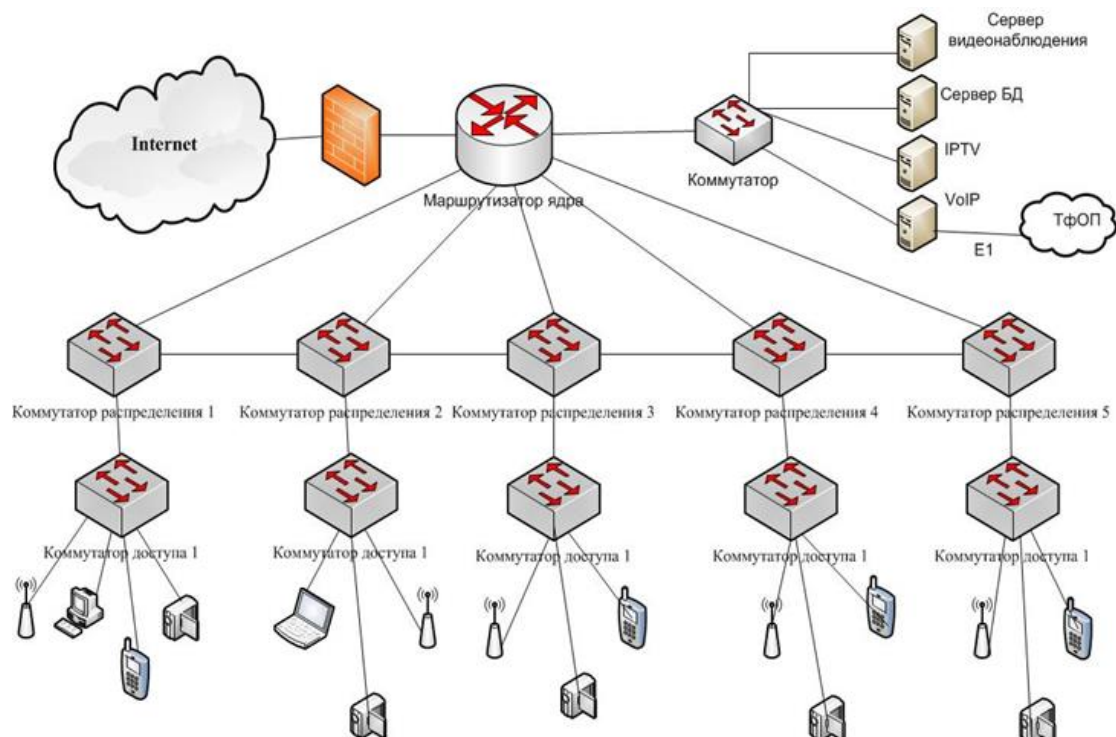 Сервер
видеонаблюдения
Сервер БД
Internet
IPTV
Коммутатор
Маршрутизатор ядра
VoIP
ТфОП
E1
Коммутатор распределения 1
Коммутатор распределения 2
Коммутатор распределения 3
Коммутатор распределения 4
Коммутатор распределения 5
Коммутатор доступа 1
Коммутатор доступа 1
Коммутатор доступа 1
Коммутатор доступа 1
Коммутатор доступа 1